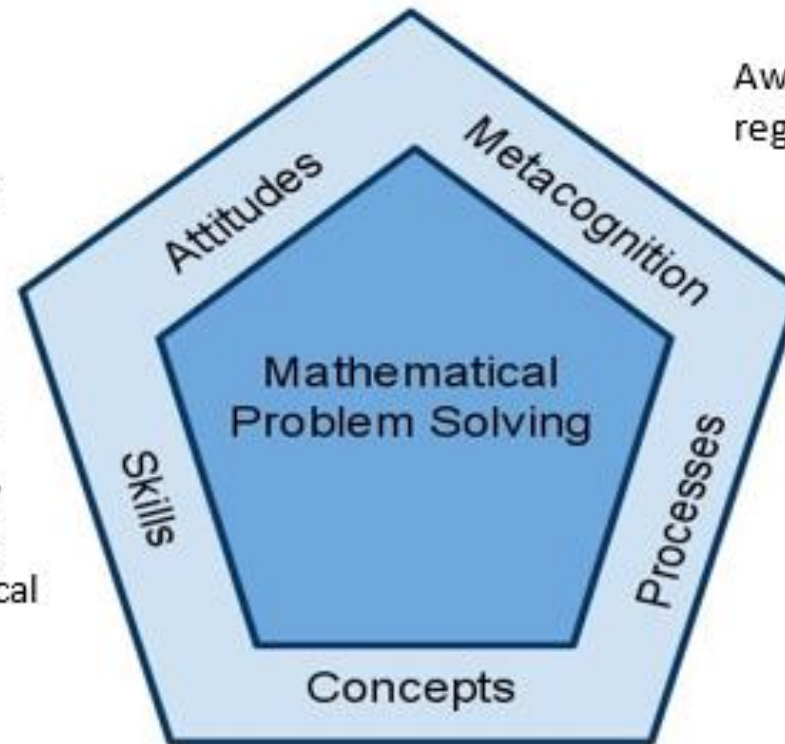 Attitudes
Metacognition
Mathematical
Problem Solving
Skills
Processes
Concepts